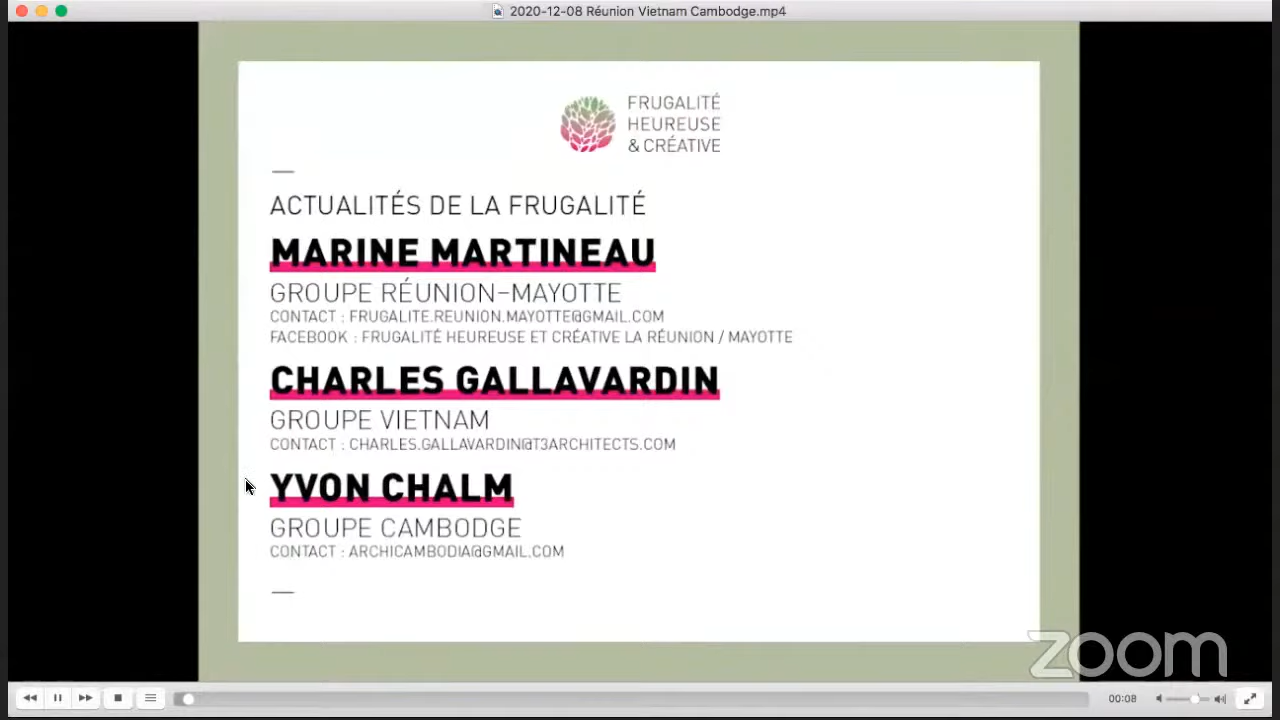 2020-12-08 Réunion Vietnam Cambodge.mp4
FRUGALITÉ
HEUREUSE
& CRÉATIVE
ACTUALITÉS DE LA FRUGALITÉ
MARINE MARTINEAU
GROUPE RÉUNION–MAYOTTE
CONTACT : FRUGALITE.REUNION.MAYOTTE@GMAIL.COM
FACEBOOK : FRUGALITÉ HEUREUSE ET CRÉATIVE LA RÉUNION / MAYOTTE
CHARLES GALLAVARDIN
GROUPE VIETNAM
CONTACT : CHARLES.GALLAVARDIN@T3ARCHITECTS.COM
YVON CHALM
GROUPE CAMBODGE
CONTACT : ARCHICAMBODIA@GMAIL.COM
zoom
00:08